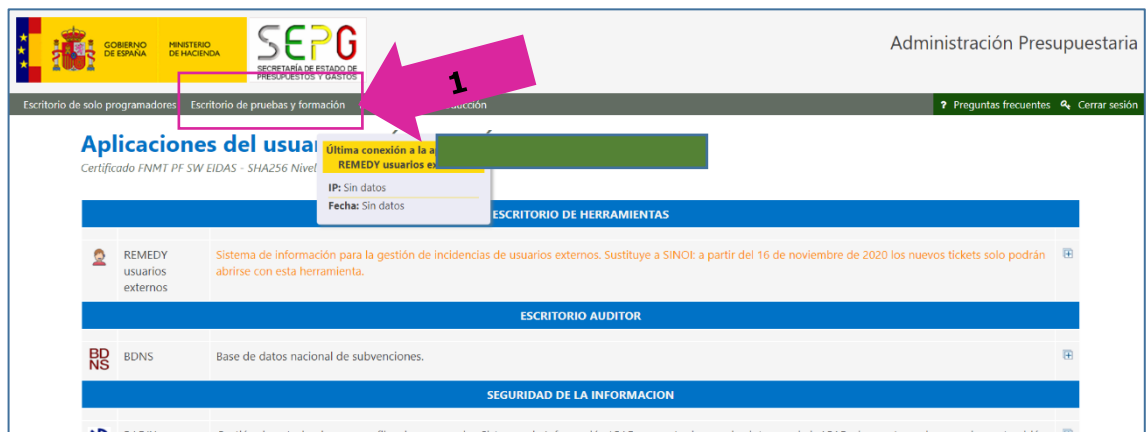 GOBIERNO
DE ESPAÑA
MINISTERIO
DE HACIENDA
SEPG
SECRETARÍA DE ESTADO DE
PRESUPUESTOS Y GASTOS
Administración Presupuestaria
1
Escritorio de solo programadores Escritorio de pruebas y formación
? Preguntas frecuentes Cerrar sesión
Aplicaciones del
Certificado FNMT PF SW EIDAS - SHA256
Última conexión a la
REMEDY usuarios
IP: Sin datos
Fecha: Sin datos
ESCRITORIO DE HERRAMIENTAS
REMEDY
usuarios
externos
Sistema de información para la gestión de incidencias de usuarios externos. Sustituye a SINOI: a partir del 16 de noviembre de 2020 los nuevos tickets solo podrán
abrirse con esta herramienta.
ESCRITORIO AUDITOR
BD
NS
BDNS
Base de datos nacional de subvenciones.
SEGURIDAD DE LA INFORMACION